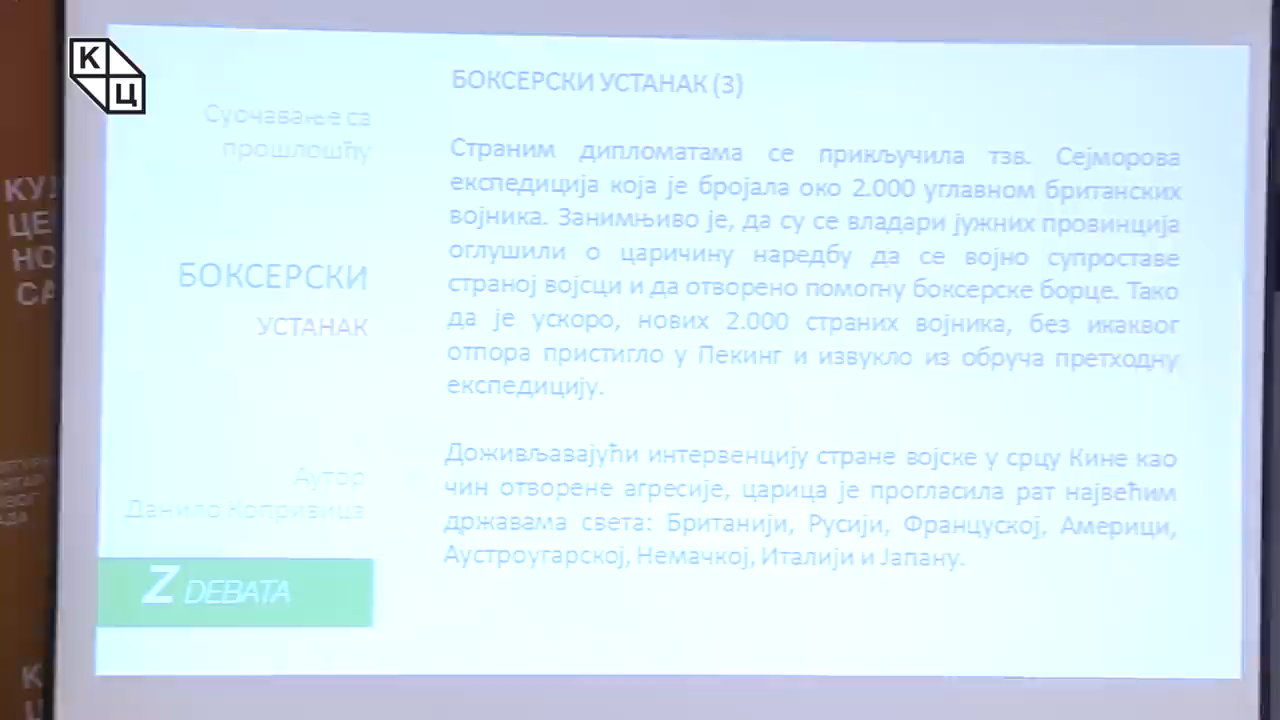 К
Ц
Суочавање са
прошлошћу
БОКСЕРСКИ
УСТАНАК
Аутор
Данило Копривица
Z DEBATA
БОКСЕРСКИ УСТАНАК (3)
Страним дипломатама се прикључила тзв. Сејморова
експедиција која је бројала око 2.000 углавном британских
војника. Занимњиво је, да су се владари јужних провинција
оглушили о царичину наредбу да се војно супроставе
страној војсци и да отворено помогну боксерске борце. Тако
да је ускоро, нових 2.000 страних војника, без икаквог
отпора пристигло у Пекинг и извукло из обруча претходну
експедицију.
Доживљавајући интервенцију стране војске у срцу Кине као
чин отворене агресије, царица је прогласила рат највећим
државама света: Британији, Русији, Француској, Америци,
Аустроугарској, Немачкој, Италији и Јапану.
КУЛ
ЦЕ
НО
СА